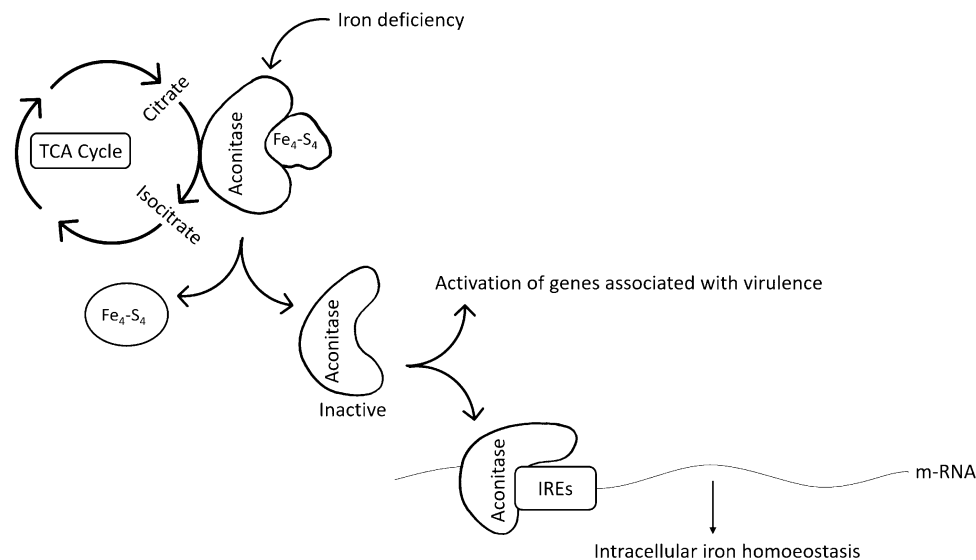 Iron deficiency
Citrate
TCA Cycle
Aconitase
Fe₄-S₄
Isocitrate
Fe₄-S₄
Aconitase
Inactive
Activation of genes associated with virulence
Aconitase
IREs
m-RNA
Intracellular iron homoeostasis